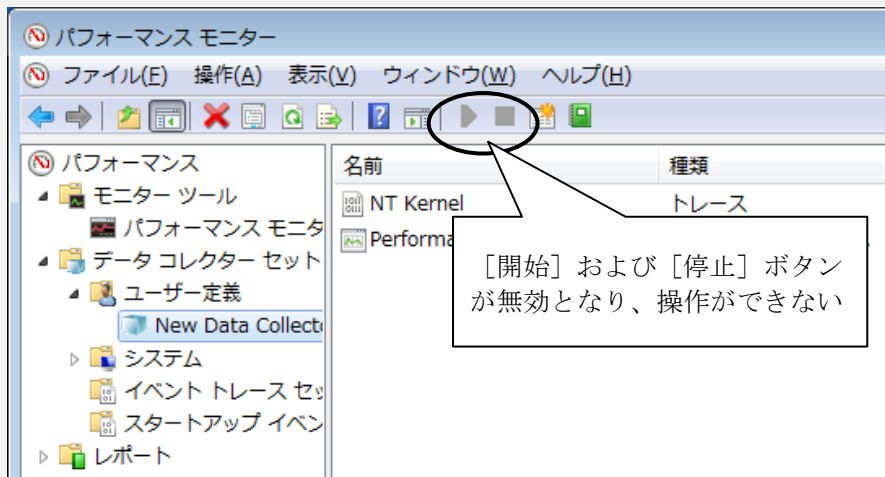 パフォーマンス モニター
ファイル(F) 操作(A) 表示(V) ウィンドウ(W) ヘルプ(H)
パフォーマンス
モニター ツール
パフォーマンス モニタ
データ コレクター セット
ユーザー定義
New Data Collect
システム
イベント トレース セッ
スタートアップ イベン
レポート
名前 種類
NT Kernel トレース
Performa
［開始］および［停止］ボタン
が無効となり、操作ができない